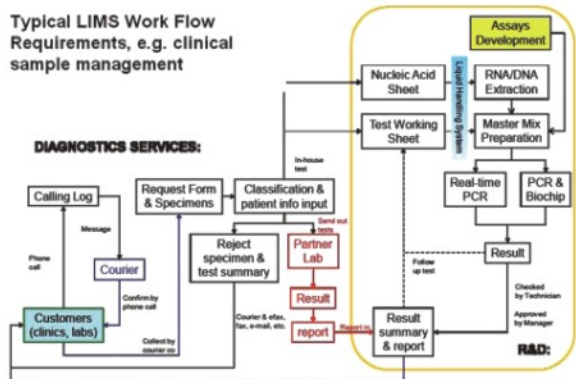 Typical LIMS Work Flow
Requirements, e.g. clinical
sample management
Assays
Development
Nucleic Acid
Sheet
Liquid Handling System
RNA/DNA
Extraction
Test Working
Sheet
Master Mix
Preparation
DIAGNOSTICS SERVICES:
In-house
test
Calling Log
Request Form
& Specimens
Classification &
patient info input
Real-time
PCR
PCR &
Biochip
Message
Send out
tests
Phone
call
Courier
Reject
specimen &
test summary
Partner
Lab
Result
Follow
up test
Confirm by
phone call
Result
Checked
by Technician
Customers
(clinics, labs)
Courier & efax,
fax, e-mail, etc.
report
Report in
Result
summary
& report
Approved
by Manager
Collect by
courier co
R&D: